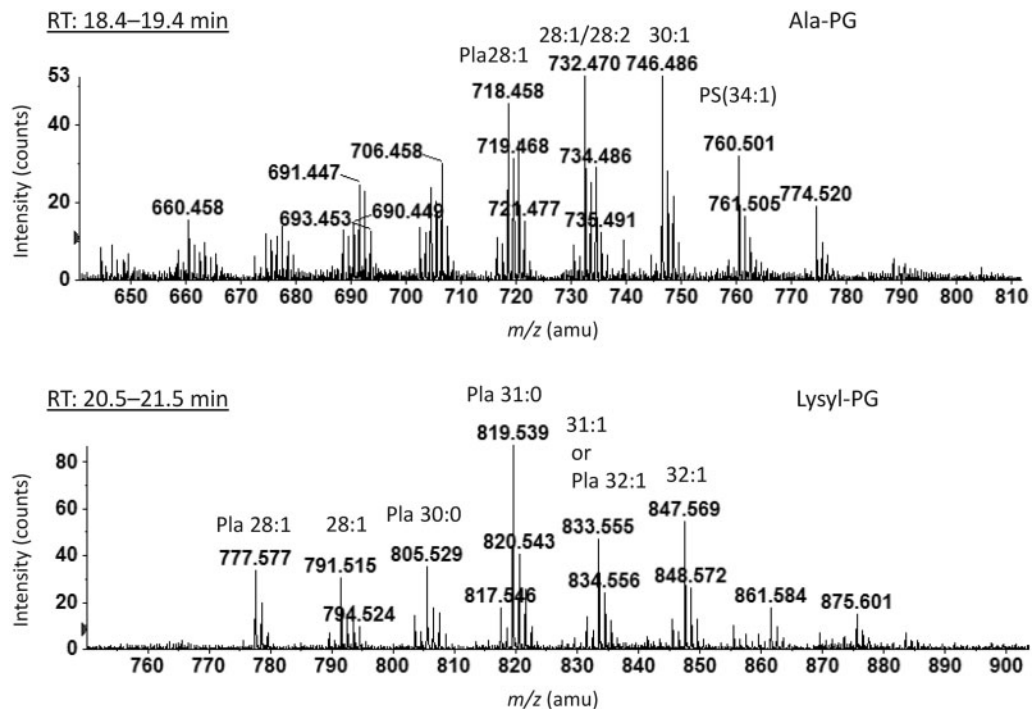 RT: 18.4–19.4 min
Ala-PG
28:1/28:2 30:1
Pla28:1 732.470 746.486
53
718.458
PS(34:1)
40
706.458
719.468
734.486
760.501
691.447
20
660.458
693.453 690.449
721.477
735.491
761.505 774.520
0
650 660 670 680 690 700 710 720 730 740 750 760 770 780 790 800 810
Intensity (counts)
m/z (amu)
RT: 20.5–21.5 min
Lysyl-PG
Pla 31:0
819.539
31:1
or
Pla 32:1
32:1
80
60
Pla 28:1 28:1 Pla 30:0
833.555 847.569
40
777.577 791.515 805.529 820.543
834.556 848.572
20
794.524 817.546
861.584 875.601
0
760 770 780 790 800 810 820 830 840 850 860 870 880 890 900
Intensity (counts)
m/z (amu)